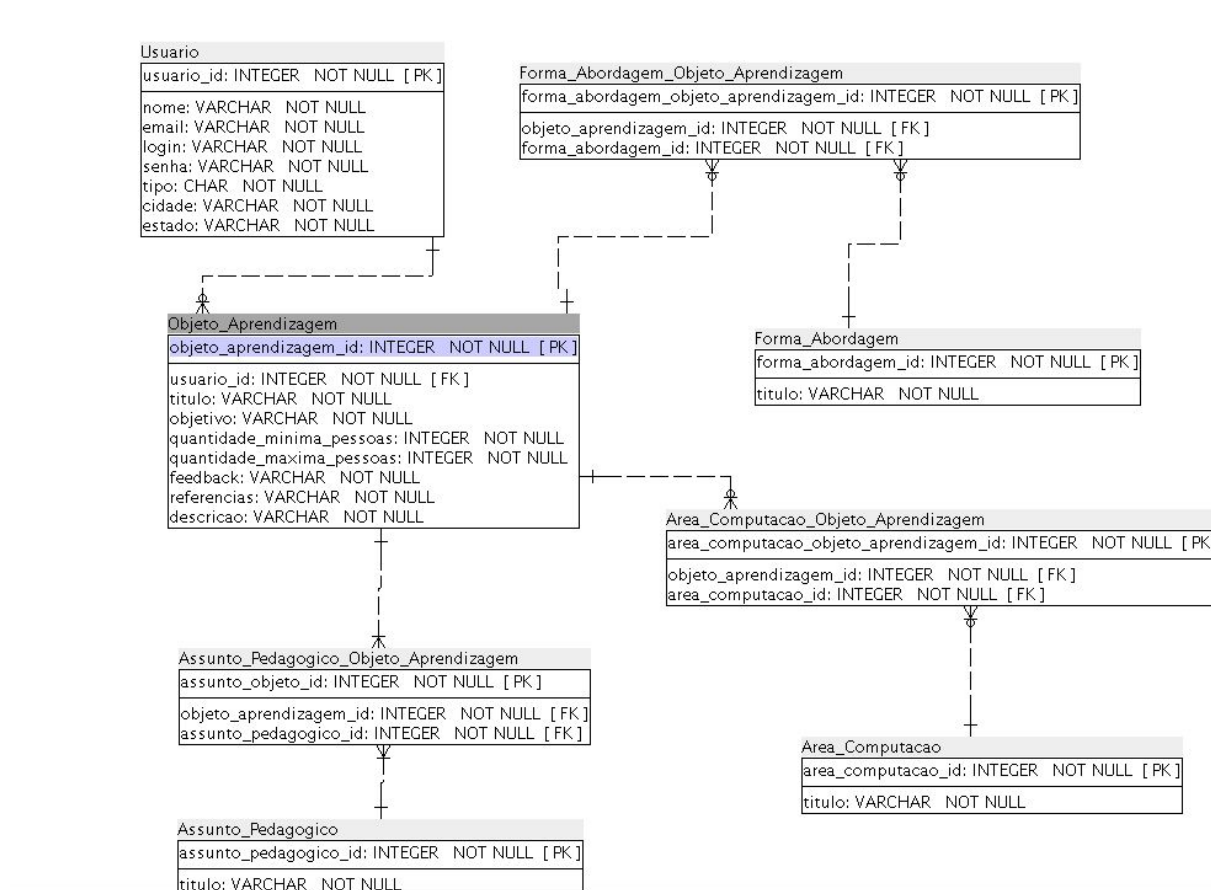 Usuario
usuario_id: INTEGER NOT NULL [ PK ]
nome: VARCHAR NOT NULL
email: VARCHAR NOT NULL
login: VARCHAR NOT NULL
senha: VARCHAR NOT NULL
tipo: CHAR NOT NULL
cidade: VARCHAR NOT NULL
estado: VARCHAR NOT NULL
Forma_Abordagem_Objeto_Aprendizagem
forma_abordagem_objeto_aprendizagem_id: INTEGER NOT NULL [ PK ]
objeto_aprendizagem_id: INTEGER NOT NULL [ FK ]
forma_abordagem_id: INTEGER NOT NULL [ FK ]
Objeto_Aprendizagem
objeto_aprendizagem_id: INTEGER NOT NULL [ PK ]
usuario_id: INTEGER NOT NULL [ FK ]
titulo: VARCHAR NOT NULL
objetivo: VARCHAR NOT NULL
quantidade_minima_pessoas: INTEGER NOT NULL
quantidade_maxima_pessoas: INTEGER NOT NULL
feedback: VARCHAR NOT NULL
referencias: VARCHAR NOT NULL
descricao: VARCHAR NOT NULL
Forma_Abordagem
forma_abordagem_id: INTEGER NOT NULL [ PK ]
titulo: VARCHAR NOT NULL
Area_Computacao_Objeto_Aprendizagem
area_computacao_objeto_aprendizagem_id: INTEGER NOT NULL [ PK
objeto_aprendizagem_id: INTEGER NOT NULL [ FK ]
area_computacao_id: INTEGER NOT NULL [ FK ]
Assunto_Pedagogico_Objeto_Aprendizagem
assunto_objeto_id: INTEGER NOT NULL [ PK ]
objeto_aprendizagem_id: INTEGER NOT NULL [ FK ]
assunto_pedagogico_id: INTEGER NOT NULL [ FK ]
Area_Computacao
area_computacao_id: INTEGER NOT NULL [ PK ]
titulo: VARCHAR NOT NULL
Assunto_Pedagogico
assunto_pedagogico_id: INTEGER NOT NULL [ PK ]
titulo: VARCHAR NOT NULL